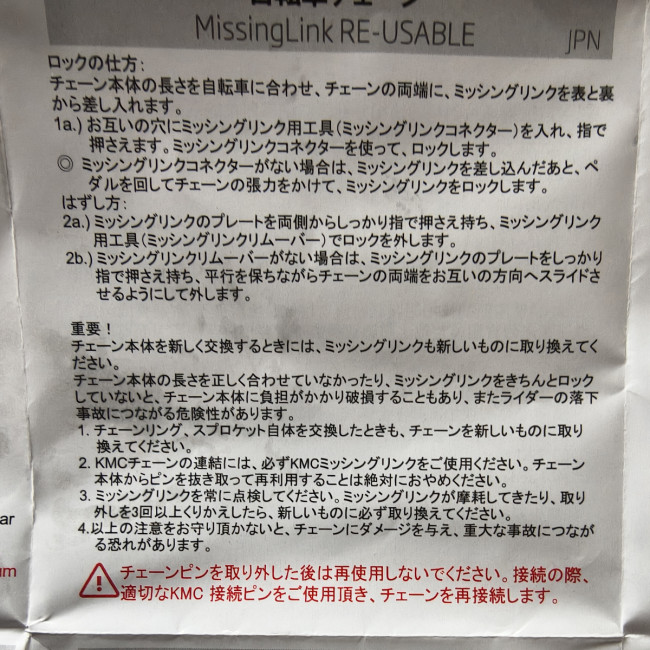 自転車チェーン
MissingLink RE-USABLE
JPN
ロックの仕方:
チェーン本体の長さを自転車に合わせ、チェーンの両端に、ミッシングリンクを表と裏
から差し入れます。
1a.) お互いの穴にミッシングリンク用工具(ミッシングリンクコネクター)を入れ、指で
押さえます。ミッシングリンクコネクターを使って、ロックします。
◎ ミッシングリンクコネクターがない場合は、ミッシングリンクを差し込んだあと、ペ
ダルを回してチェーンの張力をかけて、ミッシングリンクをロックします。
はずし方:
2a.) ミッシングリンクのプレートを両側からしっかり指で押さえ持ち、ミッシングリンク
用工具(ミッシングリンクリムーバー)でロックを外します。
2b.) ミッシングリンクリムーバーがない場合は、ミッシングリンクのプレートをしっかり
指で押さえ持ち、平行を保ちながらチェーンの両端をお互いの方向へスライドさ
せるようにして外します。
重要!
チェーン本体を新しく交換するときには、ミッシングリンクも新しいものに取り換えてく
ださい。
チェーン本体の長さを正しく合わせていなかったり、ミッシングリンクをきちんとロック
していないと、チェーン本体に負担がかかり破損することもあり、またライダーの落下
事故につながる危険性があります。
1. チェーンリング、スプロケット自体を交換したときも、チェーンを新しいものに取り
換えてください。
2. KMCチェーンの連結には、必ずKMCミッシングリンクをご使用ください。チェーン
本体からピンを抜き取って再利用することは絶対におやめください。
3. ミッシングリンクを常に点検してください。ミッシングリンクが摩耗してきたり、取り
外しを3回以上くりかえしたら、新しいものに必ず取り換えてください。
4.以上の注意をお守り頂かないと、チェーンにダメージを与え、重大な事故につなが
る恐れがあります。
ar
um
チェーンピンを取り外した後は再使用しないでください。接続の際、
適切なKMC 接続ピンをご使用頂き、チェーンを再接続します。